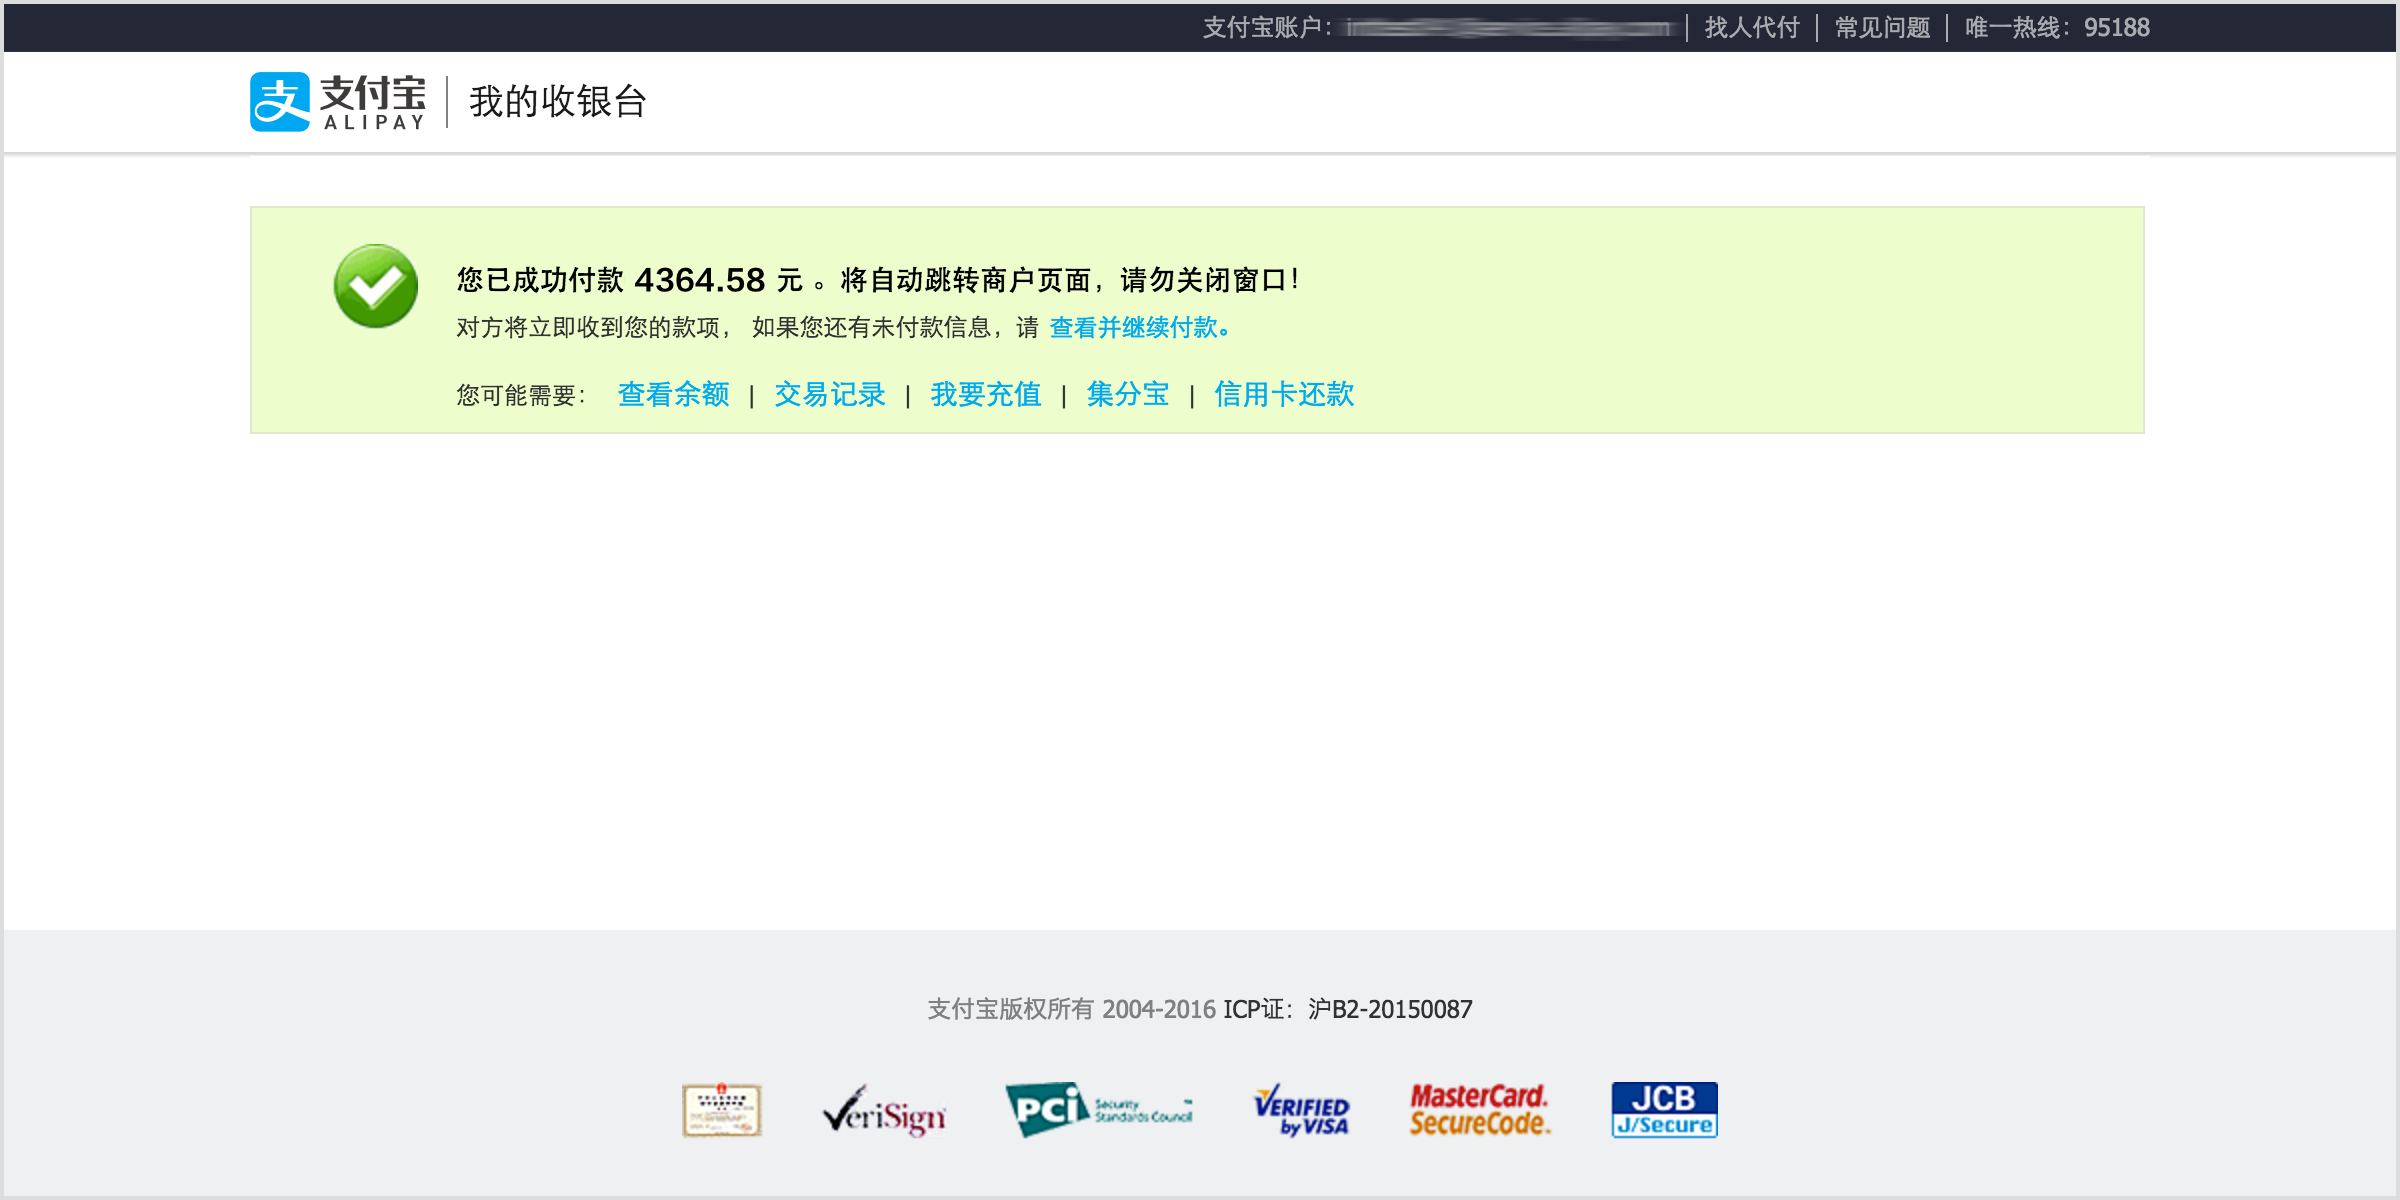 支付宝账户： | 找人代付 | 常见问题 | 唯一热线：95188
支 支付宝 | 我的收银台
ALIPAY
您已成功付款 4364.58 元 。将自动跳转商户页面，请勿关闭窗口！
对方将立即收到您的款项， 如果您还有未付款信息，请 查看并继续付款。
您可能需要： 查看余额 | 交易记录 | 我要充值 | 集分宝 | 信用卡还款
支付宝版权所有 2004-2016 ICP证：沪B2-20150087
VeriSign
PCi Security Standards Council ™
VERIFIED by VISA
MasterCard. SecureCode.
JCB J/Secure